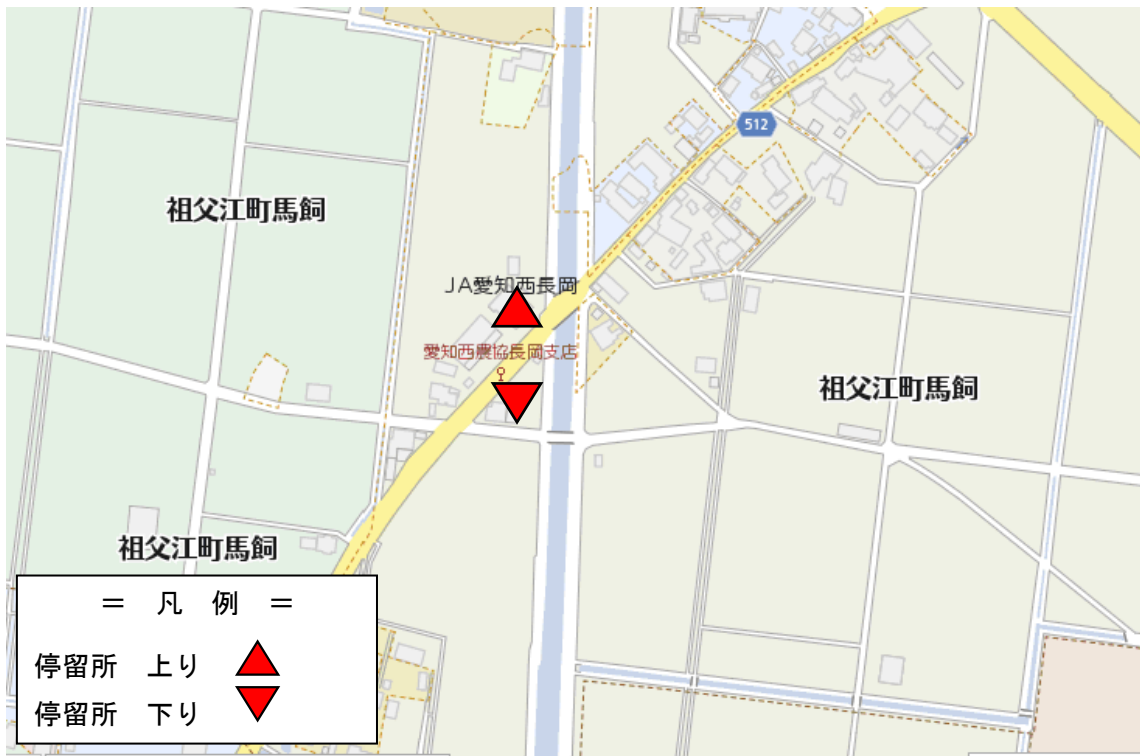 512
祖父江町馬飼
JA愛知西長岡
愛知西農協長岡支店
祖父江町馬飼
祖父江町馬飼
＝ 凡 例 ＝
停留所 上り
停留所 下り